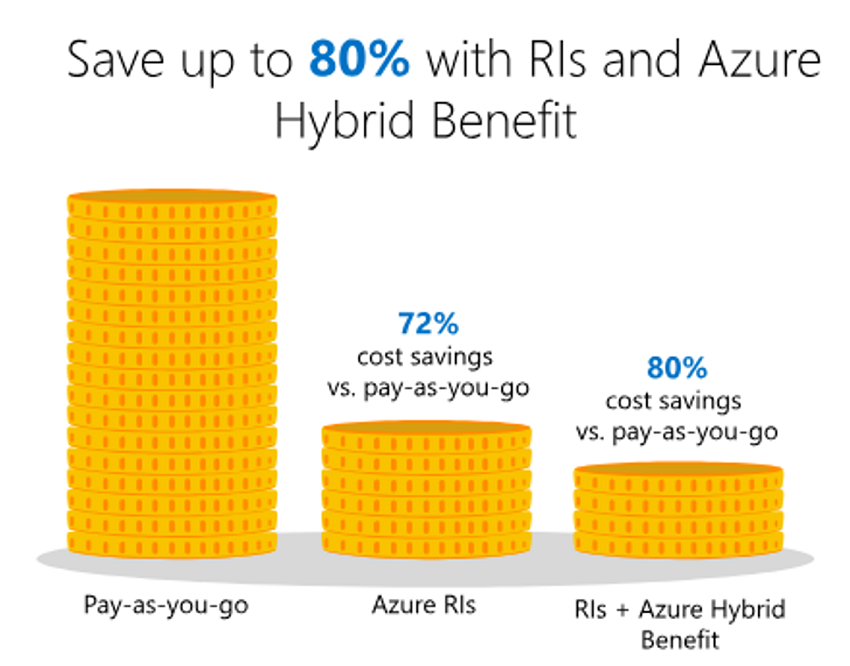 Save up to 80% with RIs and Azure
Hybrid Benefit
72%
cost savings
vs. pay-as-you-go
80%
cost savings
vs. pay-as-you-go
Pay-as-you-go
Azure RIs
RIs + Azure Hybrid
Benefit